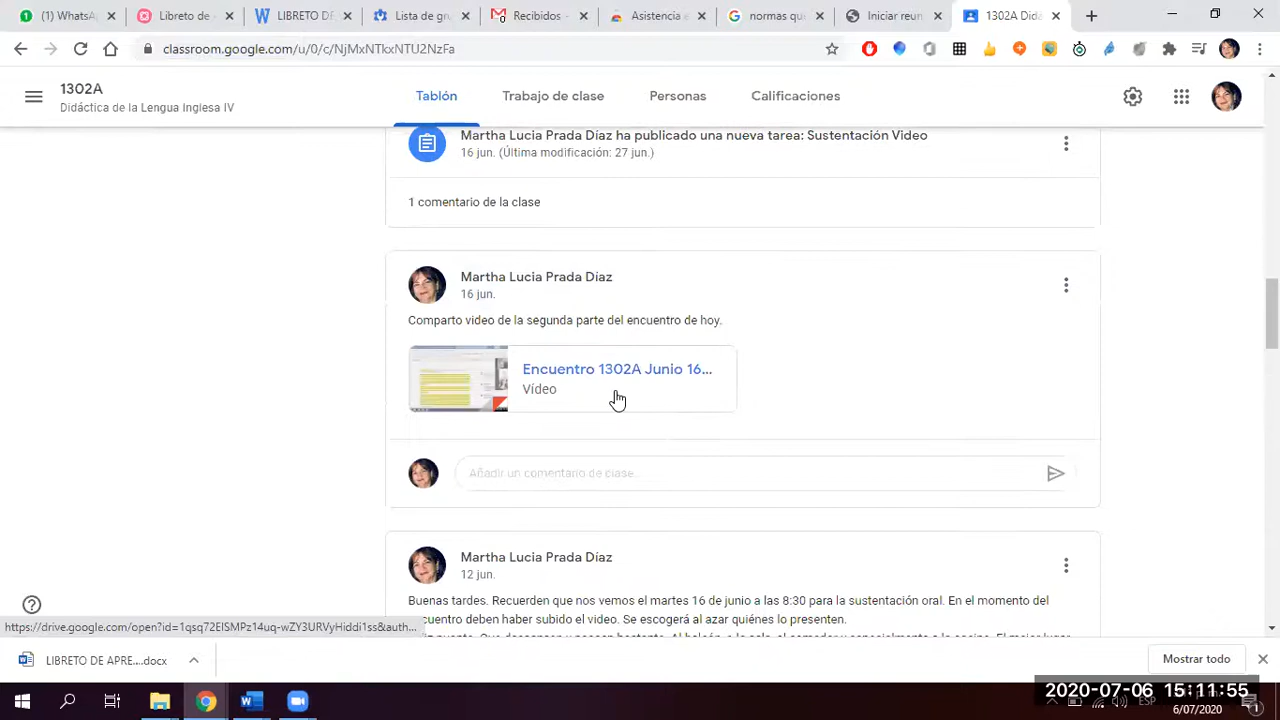 (1) WhatsA
Libreto de
LIBRETO DE
Lista de gru
Recibidos -
Asistencia e
normas qu
Iniciar reun
1302A Didá
classroom.google.com/u/0/c/NjMxNTkxNTU2NzFa
1302A
Didáctica de la Lengua Inglesa IV
Tablón
Trabajo de clase
Personas
Calificaciones
Martha Lucia Prada Díaz ha publicado una nueva tarea: Sustentación Video
16 jun. (Última modificación: 27 jun.)
1 comentario de la clase
Martha Lucia Prada Díaz
16 jun.
Comparto video de la segunda parte del encuentro de hoy.
Encuentro 1302A Junio 16...
Vídeo
Añadir un comentario de clase...
Martha Lucia Prada Díaz
12 jun.
Buenas tardes. Recuerden que nos vemos el martes 16 de junio a las 8:30 para la sustentación oral. En el momento del
cuentro deben haber subido el video. Se escogerá al azar quiénes lo presenten.
https://drive.google.com/open?id=1qsq72EISMPz14uq-wZY3URVyHiddi1ss&auth...
LIBRETO DE APRE....docx
Mostrar todo
2020-07-06 15:11:55
ESP
6/07/2020
1